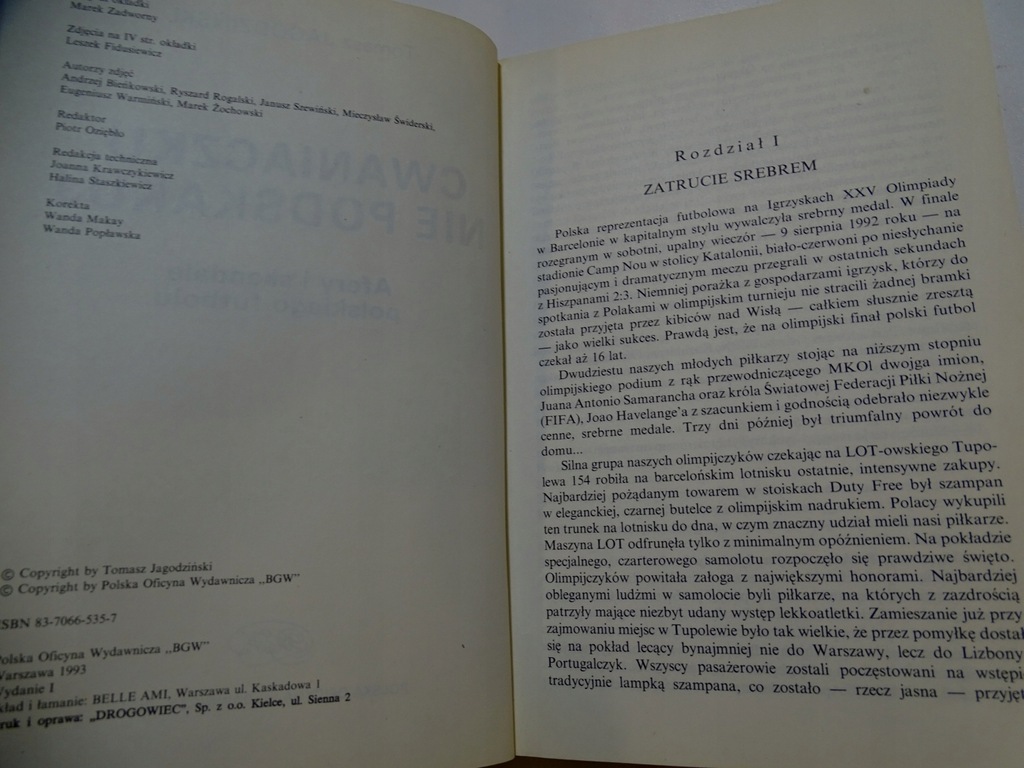 okładki
Marek Zadworny
Zdjęcia na IV str. okładki
Leszek Fidusiewicz
Autorzy zdjęć
Andrzej Bieńkowski, Ryszard Rogalski, Janusz Szewiński, Mieczysław Świderski,
Eugeniusz Warmiński, Marek Żochowski
Redaktor
Piotr Oziębło
Redakcja techniczna
Joanna Krawczykiewicz
Halina Staszkiewicz
Korekta
Wanda Makay
Wanda Popławska
© Copyright by Tomasz Jagodziński
© Copyright by Polska Oficyna Wydawnicza „BGW”
ISBN 83-7066-535-7
Polska Oficyna Wydawnicza „BGW”
Warszawa 1993
Wydanie I
kład i łamanie: BELLE AMI, Warszawa ul. Kaskadowa 1
ruk i oprawa: „DROGOWIEC”, Sp. z o.o. Kielce, ul. Sienna 2
Rozdział I
ZATRUCIE SREBREM
Polska reprezentacja futbolowa na Igrzyskach XXV Olimpiady
w Barcelonie w kapitalnym stylu wywalczyła srebrny medal. W finale
rozegranym w sobotni, upalny wieczór — 9 sierpnia 1992 roku — na
stadionie Camp Nou w stolicy Katalonii, biało-czerwoni po niesłychanie
pasjonującym i dramatycznym meczu przegrali w ostatnich sekundach
z Hiszpanami 2:3. Niemniej porażka z gospodarzami igrzysk, którzy do
spotkania z Polakami w olimpijskim turnieju nie stracili żadnej bramki
została przyjęta przez kibiców nad Wisłą — całkiem słusznie zresztą
— jako wielki sukces. Prawdą jest, że na olimpijski finał polski futbol
czekał aż 16 lat.
Dwudziestu naszych młodych piłkarzy stojąc na niższym stopniu
olimpijskiego podium z rąk przewodniczącego MKOl dwojga imion,
Juana Antonio Samarancha oraz króla Światowej Federacji Piłki Nożnej
(FIFA), Joao Havelange'a z szacunkiem i godnością odebrało niezwykle
cenne, srebrne medale. Trzy dni później był triumfalny powrót do
domu...
Silna grupa naszych olimpijczyków czekając na LOT-owskiego Tupo-
lewa 154 robiła na barcelońskim lotnisku ostatnie, intensywne zakupy.
Najbardziej pożądanym towarem w stoiskach Duty Free był szampan
w eleganckiej, czarnej butelce z olimpijskim nadrukiem. Polacy wykupili
ten trunek na lotnisku do dna, w czym znaczny udział mieli nasi piłkarze.
Maszyna LOT odfrunęła tylko z minimalnym opóźnieniem. Na pokładzie
specjalnego, czarterowego samolotu rozpoczęło się prawdziwe święto.
Olimpijczyków powitała załoga z największymi honorami. Najbardziej
obleganymi ludźmi w samolocie byli piłkarze, na których z zazdrością
patrzyły mające niezbyt udany występ lekkoatletki. Zamieszanie już przy
zajmowaniu miejsc w Tupolewie było tak wielkie, że przez pomyłkę dostał
się na pokład lecący bynajmniej nie do Warszawy, lecz do Lizbony
Portugalczyk. Wszyscy pasażerowie zostali poczęstowani na wstępi
tradycyjnie lampką szampana, co zostało — rzecz jasna — przyjęt